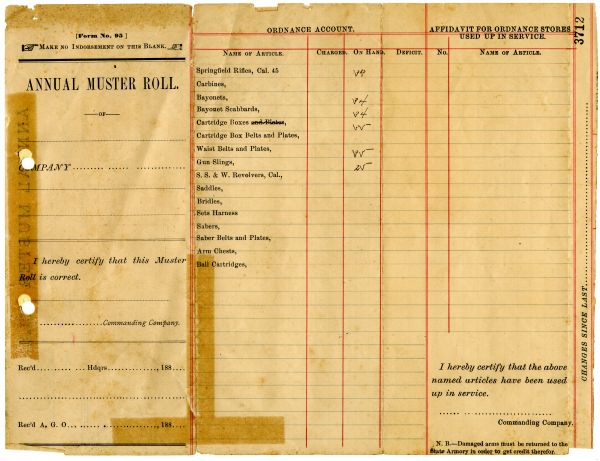 [Form No. 95]
MAKE NO INDORSEMENT ON THIS BLANK.
ANNUAL MUSTER ROLL.
—OF—
COMPANY
I hereby certify that this Muster
Roll is correct.
Commanding Company.
Rec'd Hdqrs , 188
Rec'd A. G. O , 188
ORDNANCE ACCOUNT.
NAME OF ARTICLE. CHARGED. ON HAND. DEFICIT.
Springfield Rifles, Cal. 45
Carbines,
Bayonets,
Bayonet Scabbards,
Cartridge Boxes and Plates,
Cartridge Box Belts and Plates,
Waist Belts and Plates,
Gun Slings,
S. S. & W. Revolvers, Cal.,
Saddles,
Bridles,
Sets Harness
Sabers,
Saber Belts and Plates,
Arm Chests,
Ball Cartridges,
AFFIDAVIT FOR ORDNANCE STORES
USED UP IN SERVICE.
No. NAME OF ARTICLE.
I hereby certify that the above
named articles have been used
up in service.
Commanding Company.
N. B.—Damaged arms must be returned to the
State Armory in order to get credit therefor.
3712
CHANGES SINCE LAST